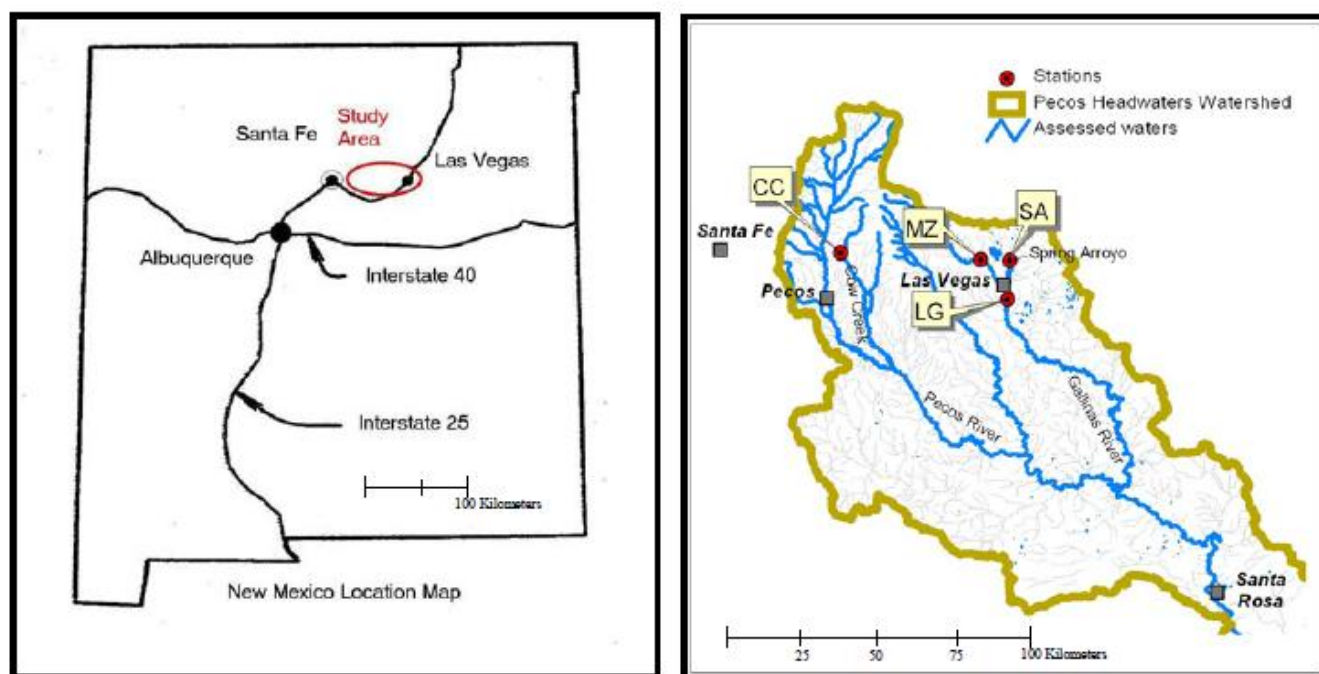 Santa Fe
Study
Area
Las Vegas
Albuquerque
Interstate 40
Interstate 25
100 Kilometers
New Mexico Location Map
Stations
Pecos Headwaters Watershed
Assessed waters
CC
MZ
SA
Santa Fe
Spring Arroyo
Las Vegas
Pecos
LG
Cow Creek
Pecos River
Gallinas River
Santa
Rosa
25
50
75
100 Kilometers